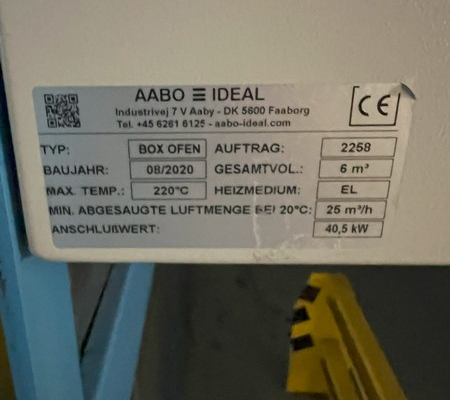 AABO IDEAL
Industrivej 7 V Aaby - DK 5600 Faaborg
Tel. +45 6261 6125 - aabo-ideal.com
CE
TYP: BOX OFEN AUFTRAG: 2258
BAUJAHR: 08/2020 GESAMTVOL.: 6 m³
MAX. TEMP.: 220°C HEIZMEDIUM: EL
MIN. ABGESAUGTE LUFTMENGE BEI 20°C: 25 m³/h
ANSCHLUßWERT: 40,5 kW